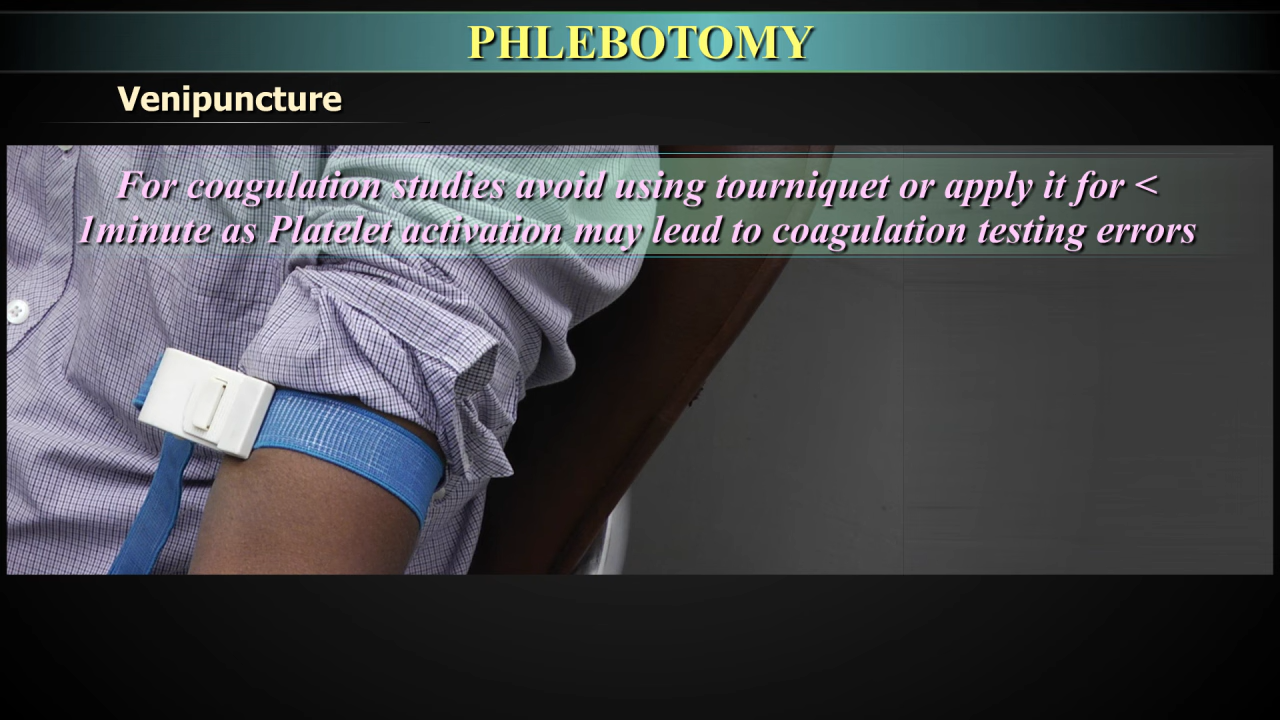 PHLEBOTOMY
Venipuncture
For coagulation studies avoid using tourniquet or apply it for <
1minute as Platelet activation may lead to coagulation testing errors